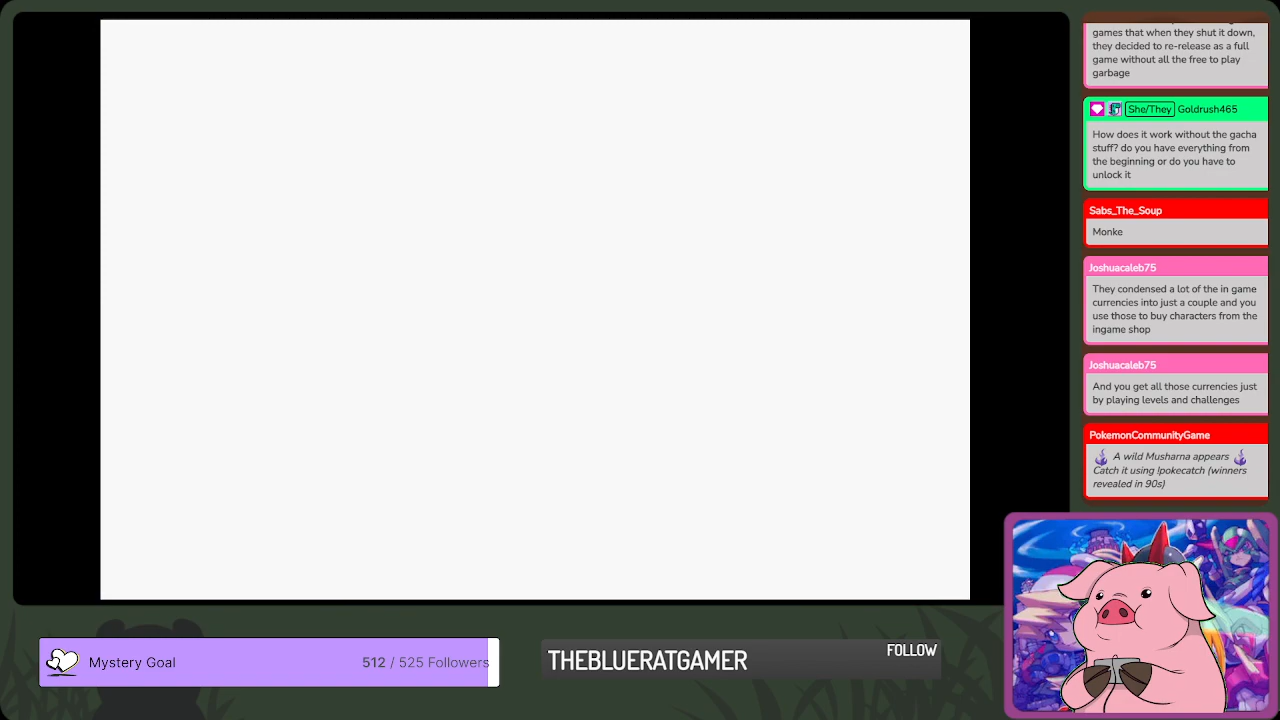 games that when they shut it down,
they decided to re-release as a full
game without all the free to play
garbage
She/They Goldrush465
How does it work without the gacha
stuff? do you have everything from
the beginning or do you have to
unlock it
Sabs_The_Soup
Monke
Joshuacaleb75
They condensed a lot of the in game
currencies into just a couple and you
use those to buy characters from the
ingame shop
Joshuacaleb75
And you get all those currencies just
by playing levels and challenges
PokemonCommunityGame
A wild Musharna appears
Catch it using !pokecatch (winners
revealed in 90s)
Mystery Goal 512 / 525 Followers
THEBLUERATGAMER FOLLOW